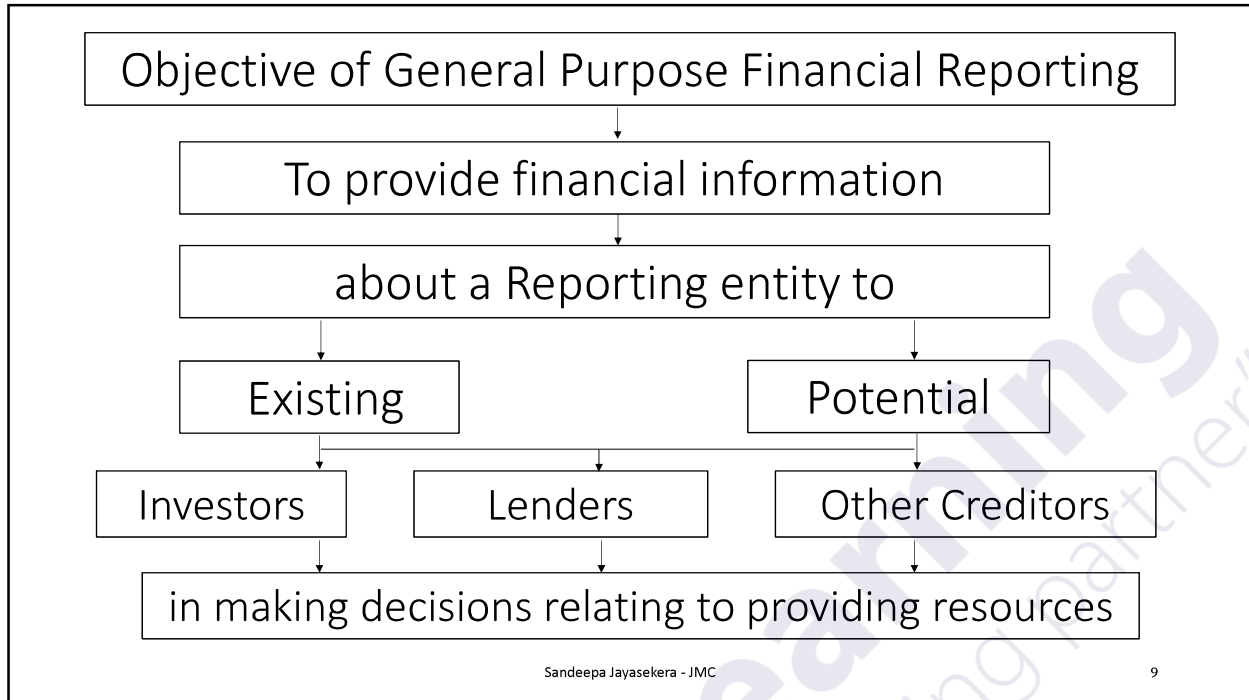 Objective of General Purpose Financial Reporting
To provide financial information
about a Reporting entity to
Existing
Potential
Investors
Lenders
Other Creditors
in making decisions relating to providing resources
Sandeepa Jayasekera - JMC
9